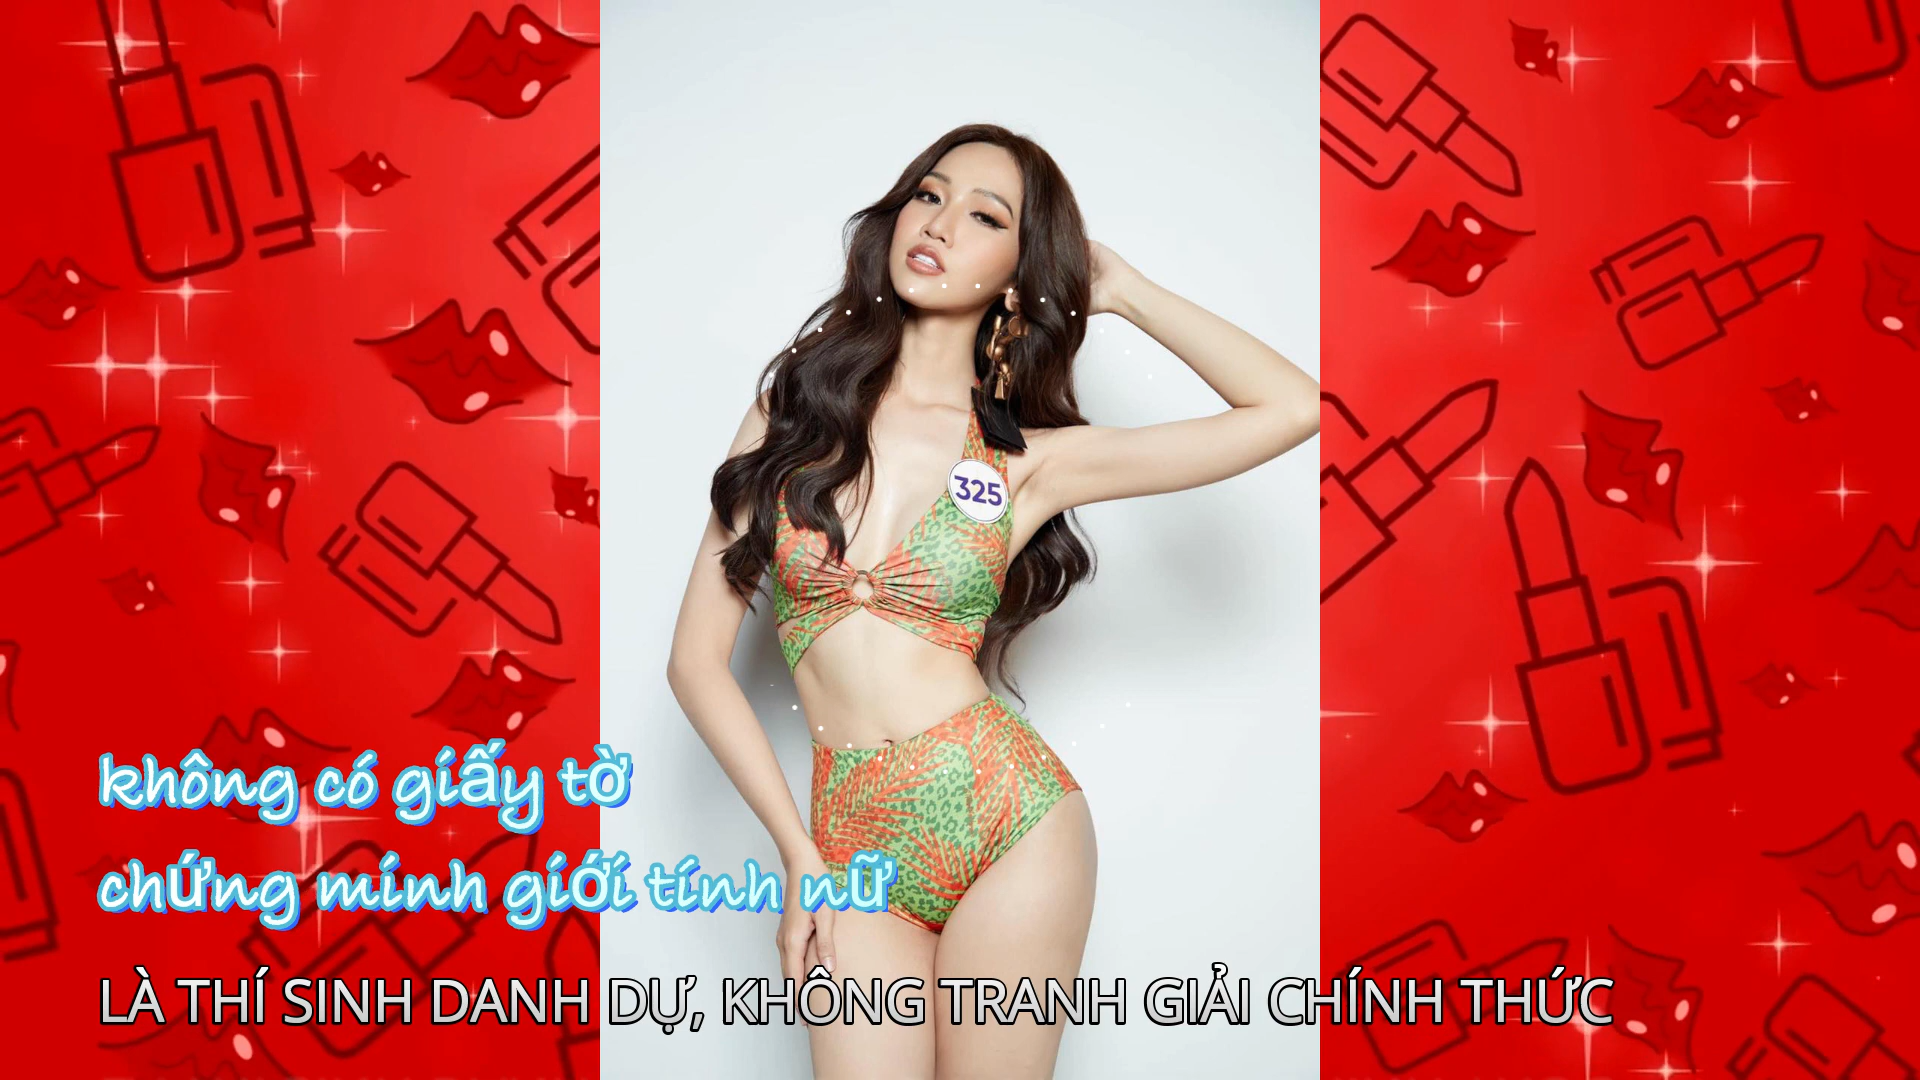 325
không có giấy tờ
chứng minh giới tính nữ
LÀ THÍ SINH DANH DỰ, KHÔNG TRANH GIẢI CHÍNH THỨC